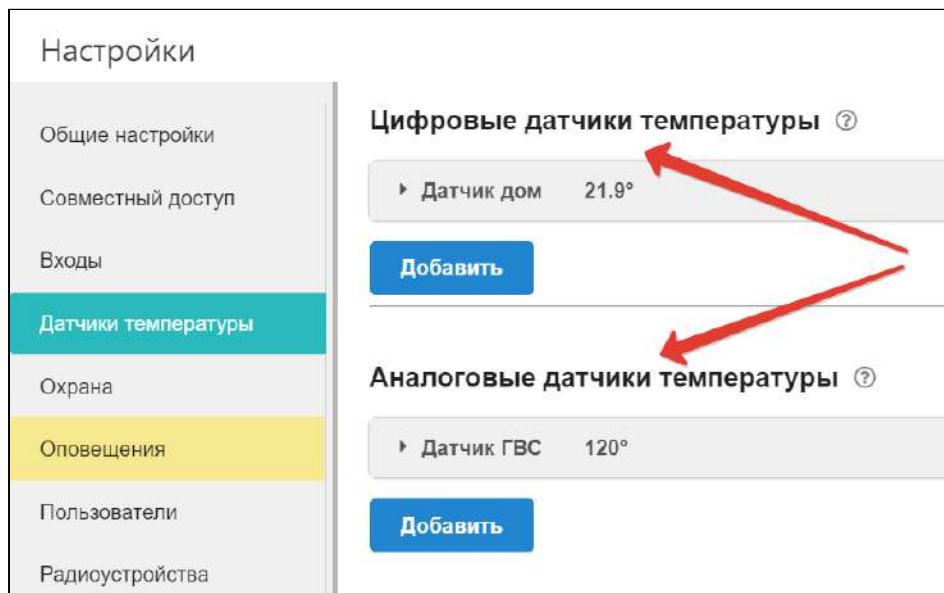 Настройки
Общие настройки
Совместный доступ
Входы
Датчики температуры
Охрана
Оповещения
Пользователи
Радиоустройства
Цифровые датчики температуры ?
Датчик дом 21.9°
Добавить
Аналоговые датчики температуры ?
Датчик ГВС 120°
Добавить